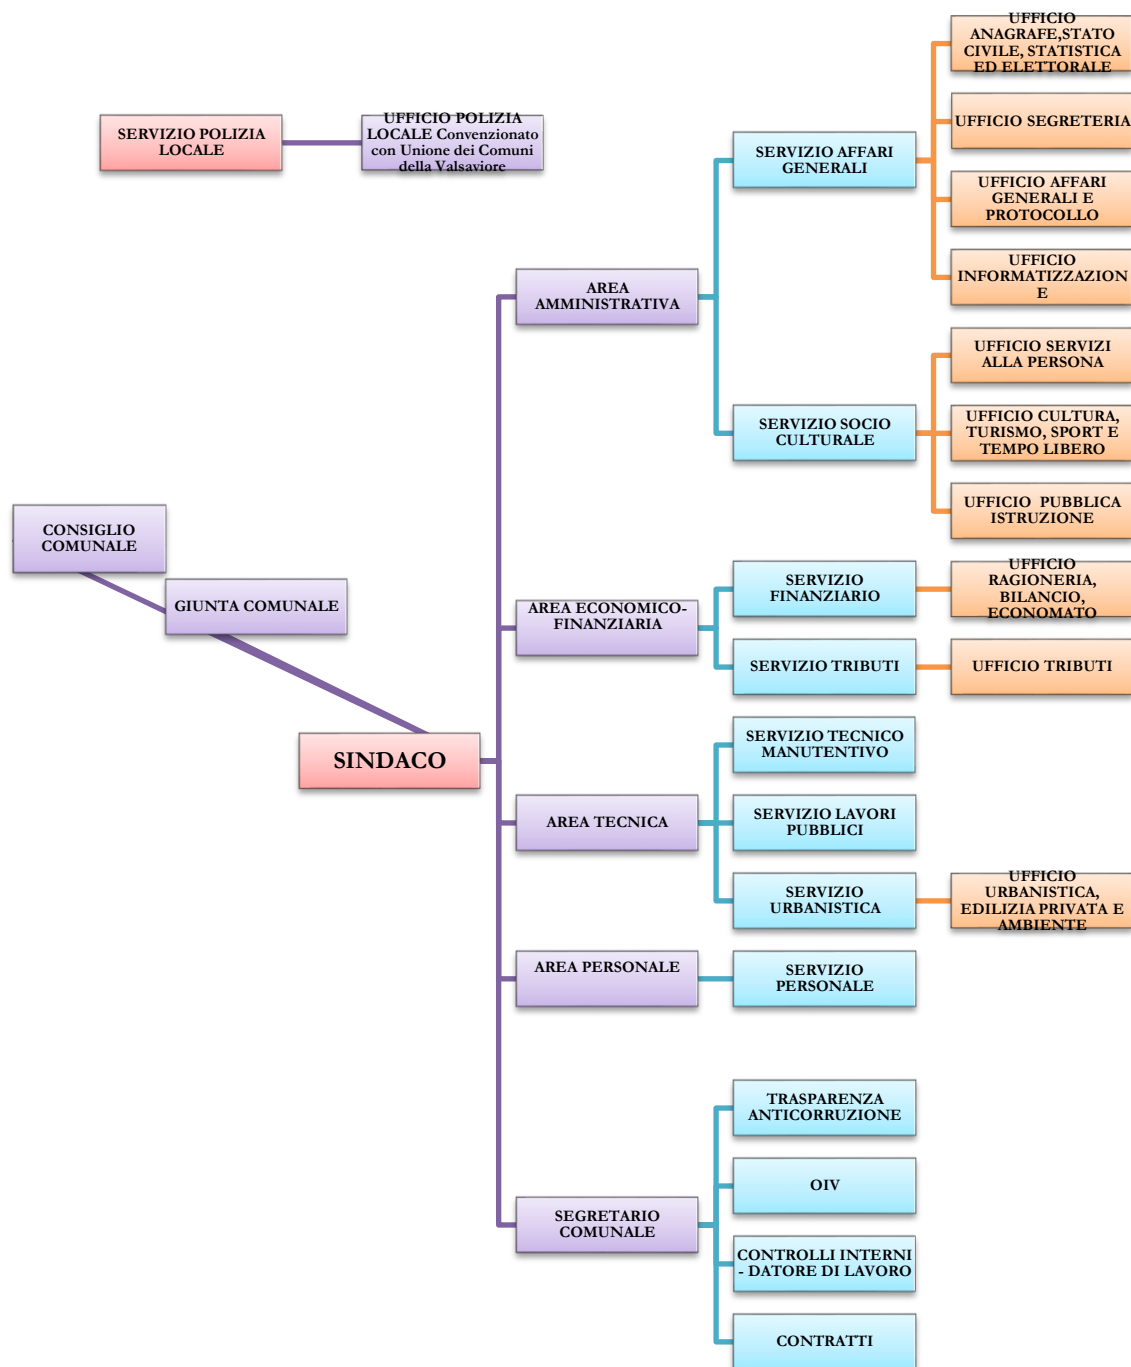 UFFICIO
ANAGRAFE,STATO
CIVILE, STATISTICA
ED ELETTORALE
SERVIZIO POLIZIA
LOCALE
UFFICIO POLIZIA
LOCALE Convenzionato
con Unione dei Comuni
della Valsaviore
SERVIZIO AFFARI
GENERALI
UFFICIO SEGRETERIA
UFFICIO AFFARI
GENERALI E
PROTOCOLLO
UFFICIO
INFORMATIZZAZION
E
AREA
AMMINISTRATIVA
UFFICIO SERVIZI
ALLA PERSONA
SERVIZIO SOCIO
CULTURALE
UFFICIO CULTURA,
TURISMO, SPORT E
TEMPO LIBERO
UFFICIO PUBBLICA
ISTRUZIONE
CONSIGLIO
COMUNALE
GIUNTA COMUNALE
AREA ECONOMICO-
FINANZIARIA
SERVIZIO
FINANZIARIO
UFFICIO
RAGIONERIA,
BILANCIO,
ECONOMATO
SERVIZIO TRIBUTI
UFFICIO TRIBUTI
SINDACO
SERVIZIO TECNICO
MANUTENTIVO
AREA TECNICA
SERVIZIO LAVORI
PUBBLICI
SERVIZIO
URBANISTICA
UFFICIO
URBANISTICA,
EDILIZIA PRIVATA E
AMBIENTE
AREA PERSONALE
SERVIZIO
PERSONALE
TRASPARENZA
ANTICORRUZIONE
OIV
SEGRETARIO
COMUNALE
CONTROLLI INTERNI
- DATORE DI LAVORO
CONTRATTI